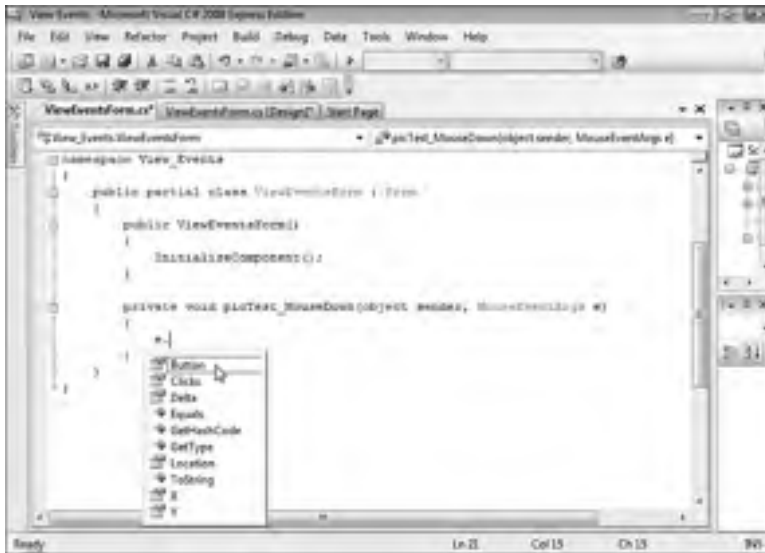 View Events - Microsoft Visual C# 2008 Express Edition
File Edit View Refactor Project Build Debug Data Tools Window Help
ViewEventsForm.cs* ViewEventsForm.cs [Design]* Start Page
View_Events.ViewEventsForm
picTest_MouseDown(object sender, MouseEventArgs e)
namespace View_Events
{
public partial class ViewEventsForm : Form
{
public ViewEventsForm()
{
InitializeComponent();
}
private void picTest_MouseDown(object sender, MouseEventArgs e)
{
e.
}
}
}
Button
Clicks
Delta
Equals
GetHashCode
GetType
Location
ToString
X
Y
Ready
Ln 21
Col 15
Ch 15
INS